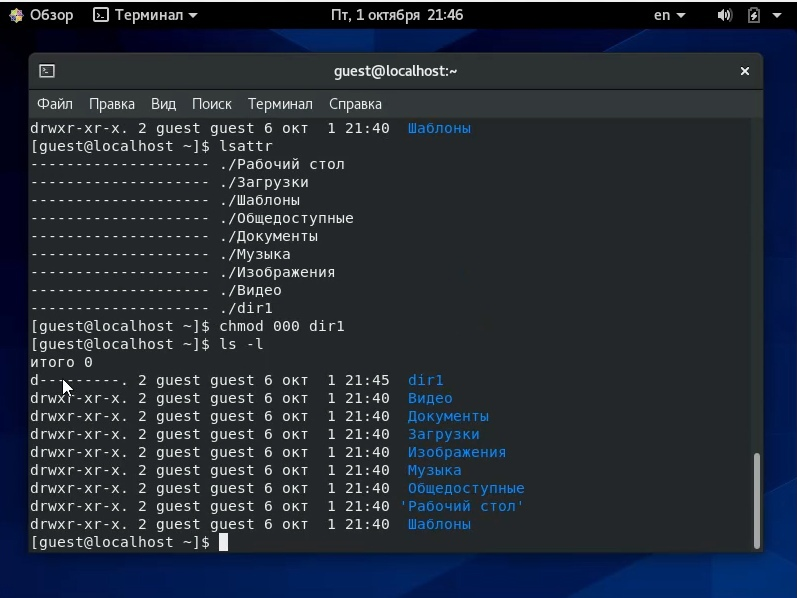 Обзор Терминал Пт, 1 октября 21:46 en
guest@localhost:~
Файл Правка Вид Поиск Терминал Справка
drwxr-xr-x. 2 guest guest 6 окт  1 21:40  Шаблоны
[guest@localhost ~]$ lsattr
-------------------- ./Рабочий стол
-------------------- ./Загрузки
-------------------- ./Шаблоны
-------------------- ./Общедоступные
-------------------- ./Документы
-------------------- ./Музыка
-------------------- ./Изображения
-------------------- ./Видео
-------------------- ./dir1
[guest@localhost ~]$ chmod 000 dir1
[guest@localhost ~]$ ls -l
итого 0
d---------. 2 guest guest 6 окт  1 21:45  dir1
drwxr-xr-x. 2 guest guest 6 окт  1 21:40  Видео
drwxr-xr-x. 2 guest guest 6 окт  1 21:40  Документы
drwxr-xr-x. 2 guest guest 6 окт  1 21:40  Загрузки
drwxr-xr-x. 2 guest guest 6 окт  1 21:40  Изображения
drwxr-xr-x. 2 guest guest 6 окт  1 21:40  Музыка
drwxr-xr-x. 2 guest guest 6 окт  1 21:40  Общедоступные
drwxr-xr-x. 2 guest guest 6 окт  1 21:40 'Рабочий стол'
drwxr-xr-x. 2 guest guest 6 окт  1 21:40  Шаблоны
[guest@localhost ~]$